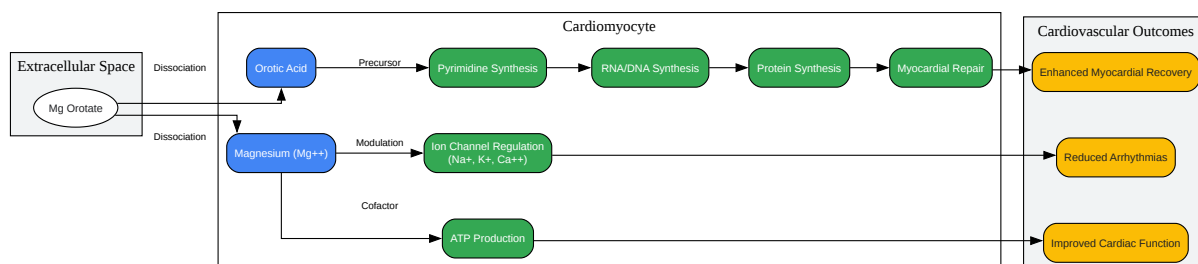 Cardiomyocyte
Cardiovascular Outcomes
Extracellular Space
Dissociation
Orotic Acid
Precursor
Pyrimidine Synthesis
RNA/DNA Synthesis
Protein Synthesis
Myocardial Repair
Enhanced Myocardial Recovery
Mg Orotate
Dissociation
Magnesium (Mg++)
Modulation
Ion Channel Regulation
(Na+, K+, Ca++)
Reduced Arrhythmias
Cofactor
ATP Production
Improved Cardiac Function